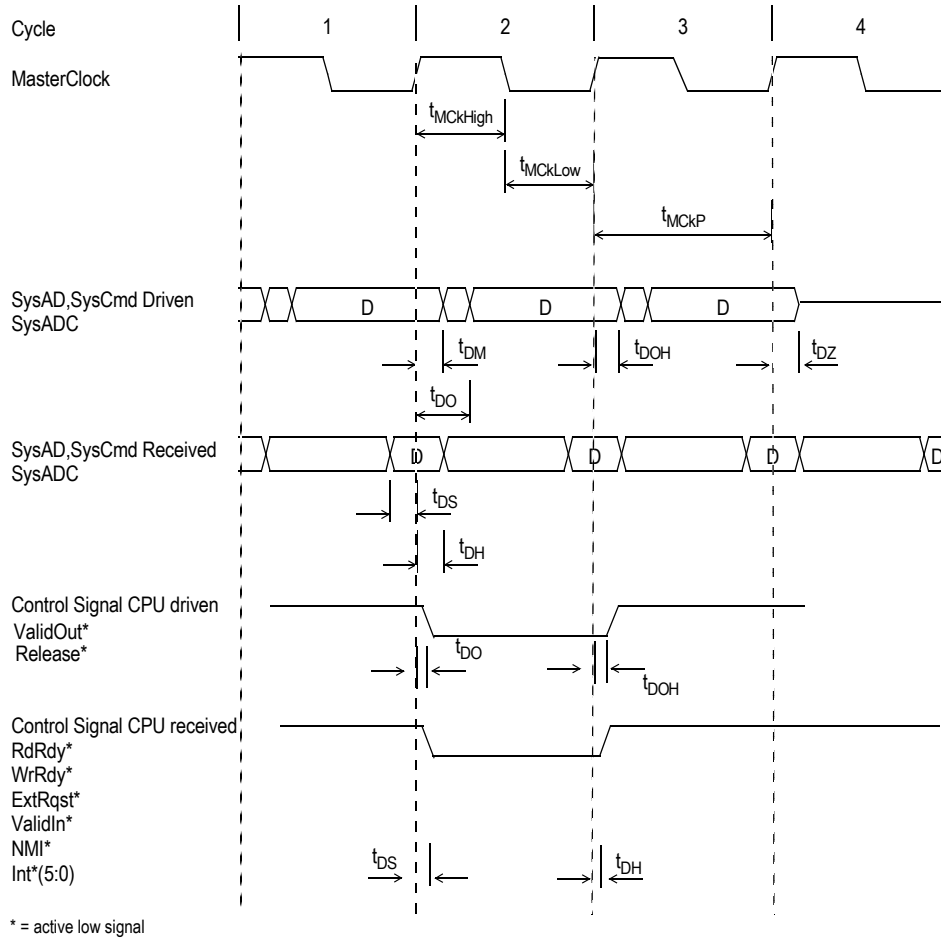 Cycle 1 2 3 4
MasterClock
tMCkHigh
tMCkLow
tMCkP
SysAD,SysCmd Driven
SysADC
D D D
tDM tDOH tDZ
tDO
SysAD,SysCmd Received
SysADC
D D D D
tDS
tDH
Control Signal CPU driven
ValidOut*
Release*
tDO
tDOH
Control Signal CPU received
RdRdy*
WrRdy*
ExtRqst*
ValidIn*
NMI*
Int*(5:0)
tDS tDH
* = active low signal